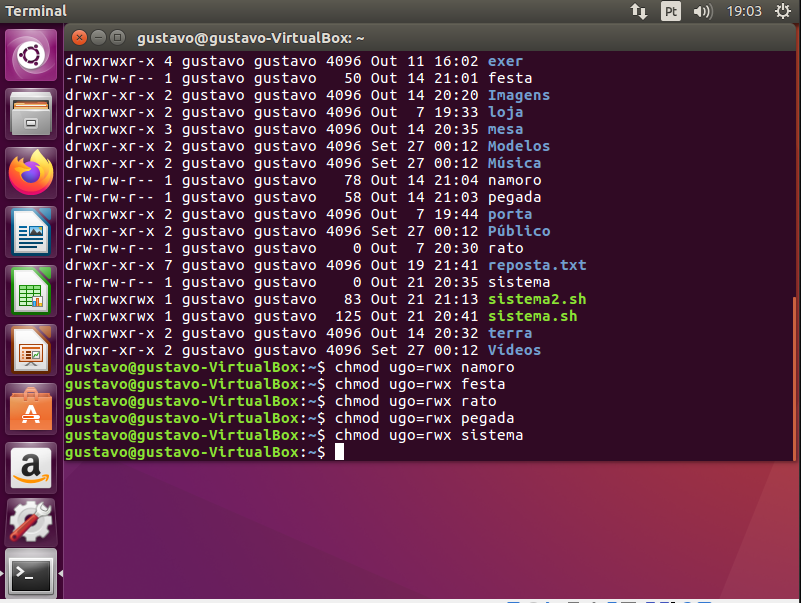 Terminal
Pt
19:03
gustavo@gustavo-VirtualBox: ~
drwxrwxr-x 4 gustavo gustavo 4096 Out 11 16:02 exer
-rw-rw-r-- 1 gustavo gustavo   50 Out 14 21:01 festa
drwxr-xr-x 2 gustavo gustavo 4096 Out 14 20:20 Imagens
drwxrwxr-x 2 gustavo gustavo 4096 Out  7 19:33 loja
drwxrwxr-x 3 gustavo gustavo 4096 Out 14 20:35 mesa
drwxr-xr-x 2 gustavo gustavo 4096 Set 27 00:12 Modelos
drwxr-xr-x 2 gustavo gustavo 4096 Set 27 00:12 Música
-rw-rw-r-- 1 gustavo gustavo   78 Out 14 21:04 namoro
-rw-rw-r-- 1 gustavo gustavo   58 Out 14 21:03 pegada
drwxrwxr-x 2 gustavo gustavo 4096 Out  7 19:44 porta
drwxr-xr-x 2 gustavo gustavo 4096 Set 27 00:12 Público
-rw-rw-r-- 1 gustavo gustavo    0 Out  7 20:30 rato
drwxr-xr-x 7 gustavo gustavo 4096 Out 19 21:41 reposta.txt
-rw-rw-r-- 1 gustavo gustavo    0 Out 21 20:35 sistema
-rwxrwxrwx 1 gustavo gustavo   83 Out 21 21:13 sistema2.sh
-rwxrwxrwx 1 gustavo gustavo  125 Out 21 20:41 sistema.sh
drwxrwxr-x 2 gustavo gustavo 4096 Out 14 20:32 terra
drwxr-xr-x 2 gustavo gustavo 4096 Set 27 00:12 Vídeos
gustavo@gustavo-VirtualBox:~$ chmod ugo=rwx namoro
gustavo@gustavo-VirtualBox:~$ chmod ugo=rwx festa
gustavo@gustavo-VirtualBox:~$ chmod ugo=rwx rato
gustavo@gustavo-VirtualBox:~$ chmod ugo=rwx pegada
gustavo@gustavo-VirtualBox:~$ chmod ugo=rwx sistema
gustavo@gustavo-VirtualBox:~$